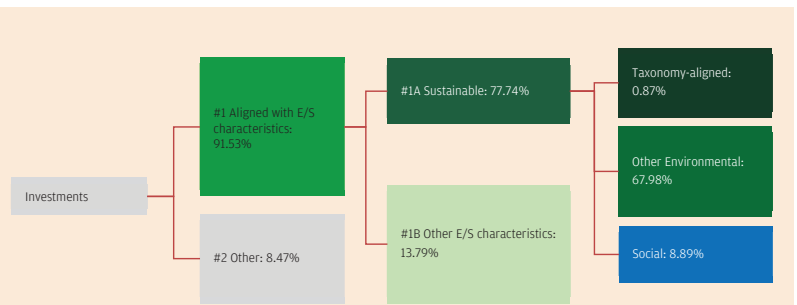 Investments
#1 Aligned with E/S
characteristics:
91.53%
#2 Other: 8.47%
#1A Sustainable: 77.74%
#1B Other E/S characteristics:
13.79%
Taxonomy-aligned:
0.87%
Other Environmental:
67.98%
Social: 8.89%